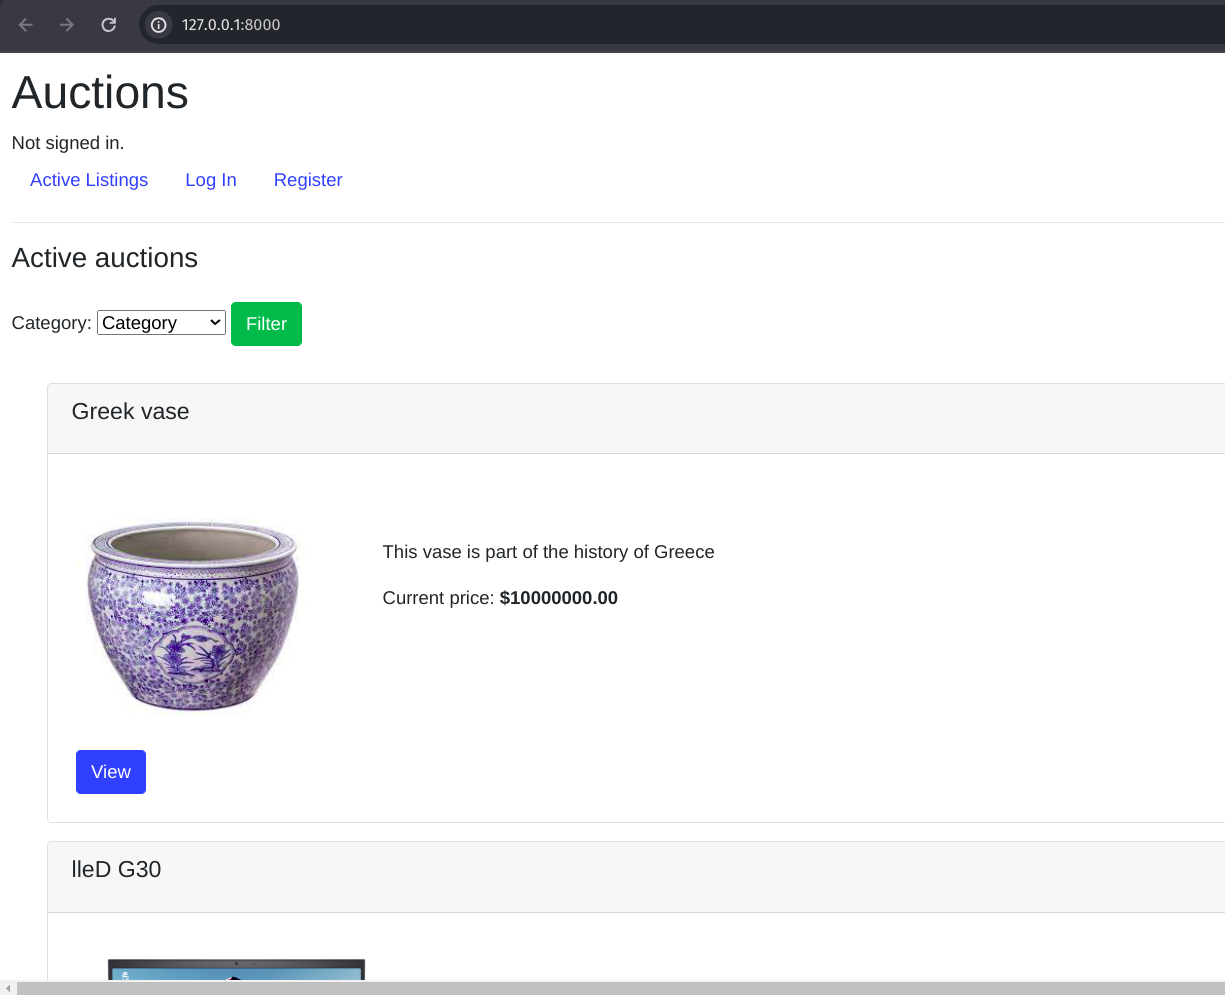 127.0.0.1:8000
Auctions
Not signed in.
Active Listings Log In Register
Active auctions
Category: Category Filter
Greek vase
This vase is part of the history of Greece
Current price: $10000000.00
View
lleD G30